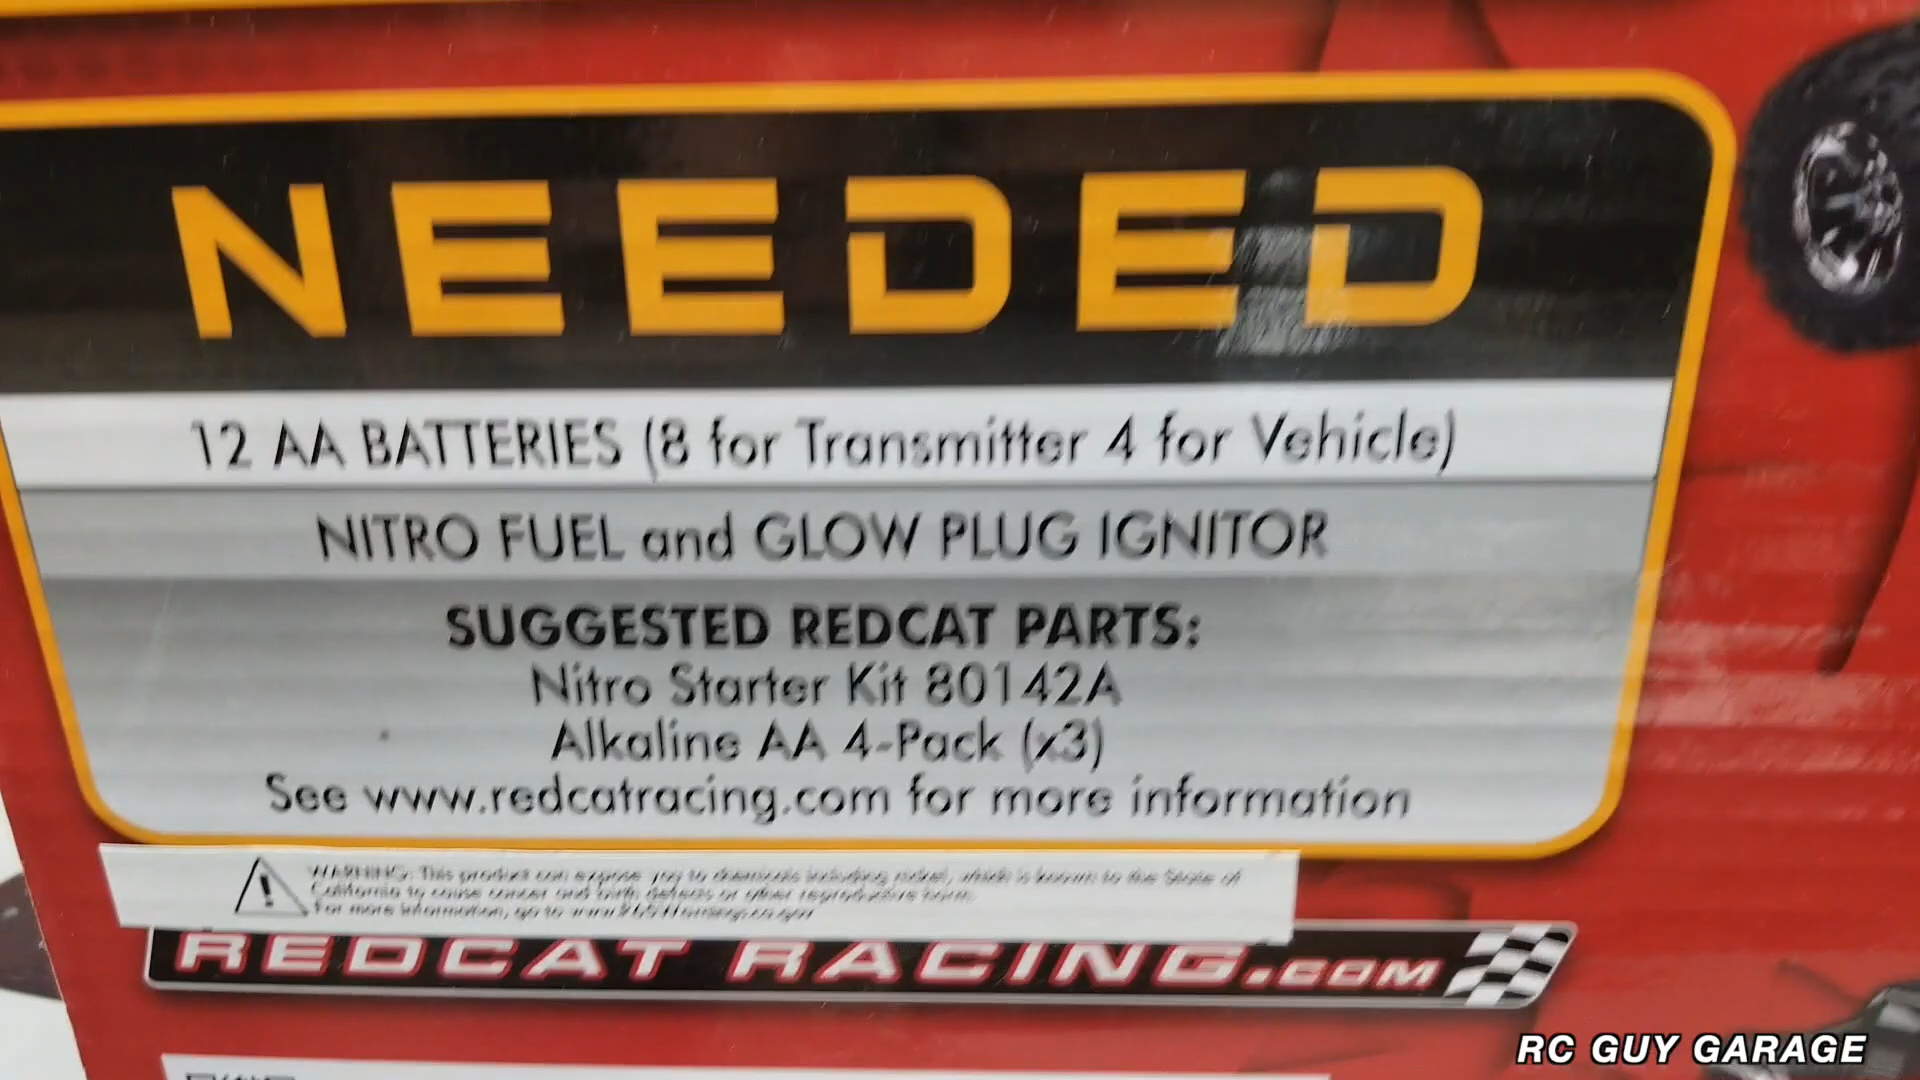 NEEDED
12 AA BATTERIES (8 for Transmitter 4 for Vehicle)
NITRO FUEL and GLOW PLUG IGNITOR
SUGGESTED REDCAT PARTS:
Nitro Starter Kit 80142A
Alkaline AA 4-Pack (x3)
See www.redcatracing.com for more information
WARNING: This product can expose you to chemicals including nickel, which is known to the State of
California to cause cancer and birth defects or other reproductive harm.
For more information, go to www.P65Warnings.ca.gov
REDCAT RACING.COM
RC GUY GARAGE